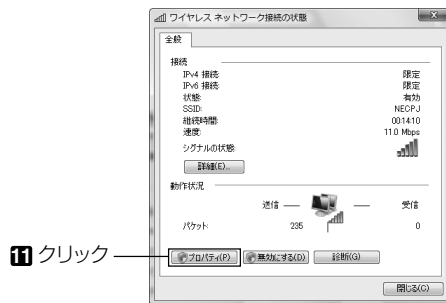 ワイヤレス ネットワーク接続の状態
全般
接続
IPv4 接続: 限定
IPv6 接続: 限定
状態: 有効
SSID: NECPJ
継続時間: 00:14:10
速度: 11.0 Mbps
シグナルの状態:
詳細(E)...
動作状況
送信 — — 受信
パケット: 235 0
11 クリック
プロパティ(P) 無効にする(D) 診断(G)
閉じる(C)